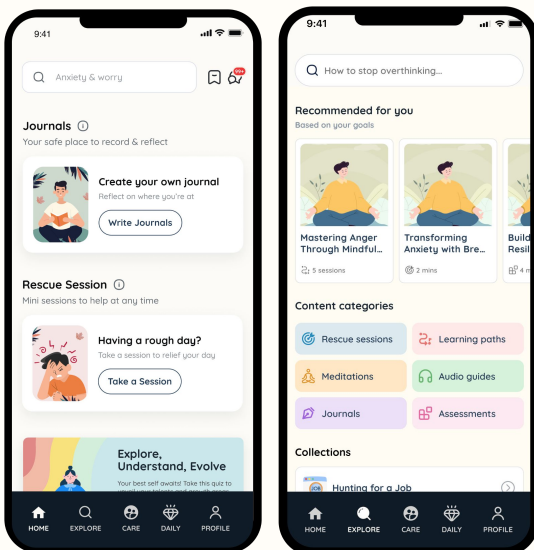 9:41
Anxiety & worry
99+
Journals
Your safe place to record & reflect
Create your own journal
Reflect on where you're at
Write Journals
Rescue Session
Mini sessions to help at any time
Having a rough day?
Take a session to relief your day
Take a Session
Explore,
Understand, Evolve
Your best self awaits! Take this quiz to
HOME
EXPLORE
CARE
DAILY
PROFILE
9:41
How to stop overthinking...
Recommended for you
Based on your goals
Mastering Anger
Through Mindful...
5 sessions
Transforming
Anxiety with Bre...
2 mins
Build
Resil
4 m
Content categories
Rescue sessions
Learning paths
Meditations
Audio guides
Journals
Assessments
Collections
JOB
Hunting for a Job
HOME
EXPLORE
CARE
DAILY
PROFILE